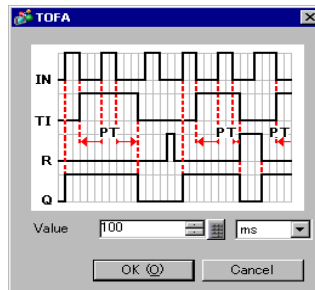 TOFA
IN
TI
PT PT PT
R
Q
Value 100 ms
OK (O) Cancel